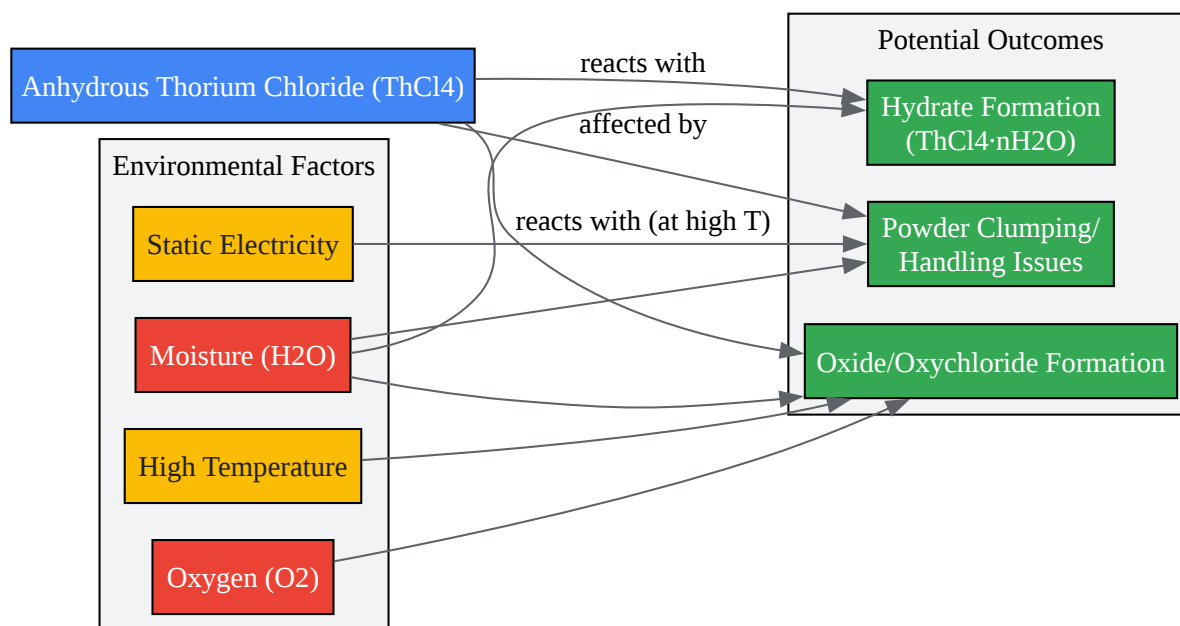 Potential Outcomes
Anhydrous Thorium Chloride (ThCl4)
reacts with
Hydrate Formation
(ThCl4·nH2O)
affected by
Environmental Factors
Static Electricity
reacts with (at high T)
Powder Clumping/
Handling Issues
Moisture (H2O)
Oxide/Oxychloride Formation
High Temperature
Oxygen (O2)